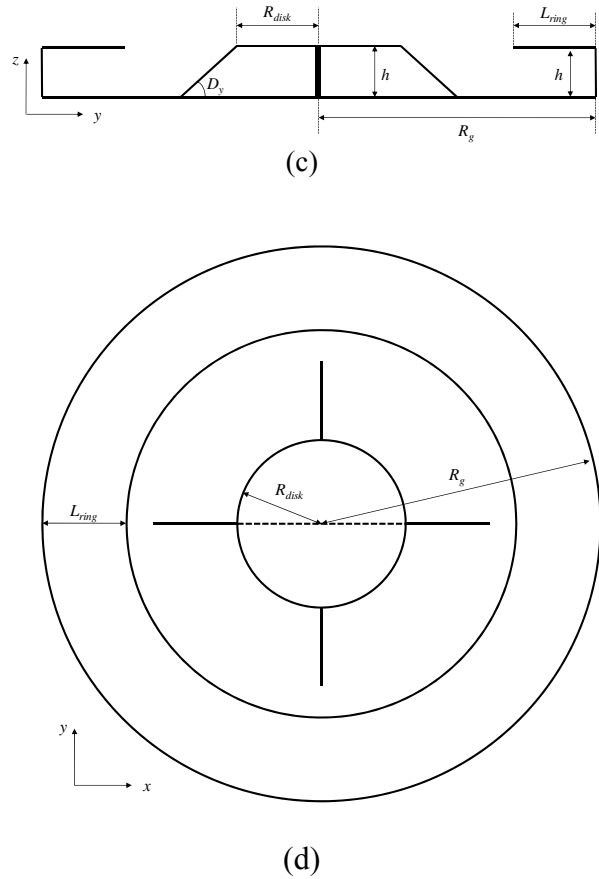 R_disk
L_ring
z
D_y
h
h
y
R_g
(c)
R_g
R_disk
L_ring
y
x
(d)